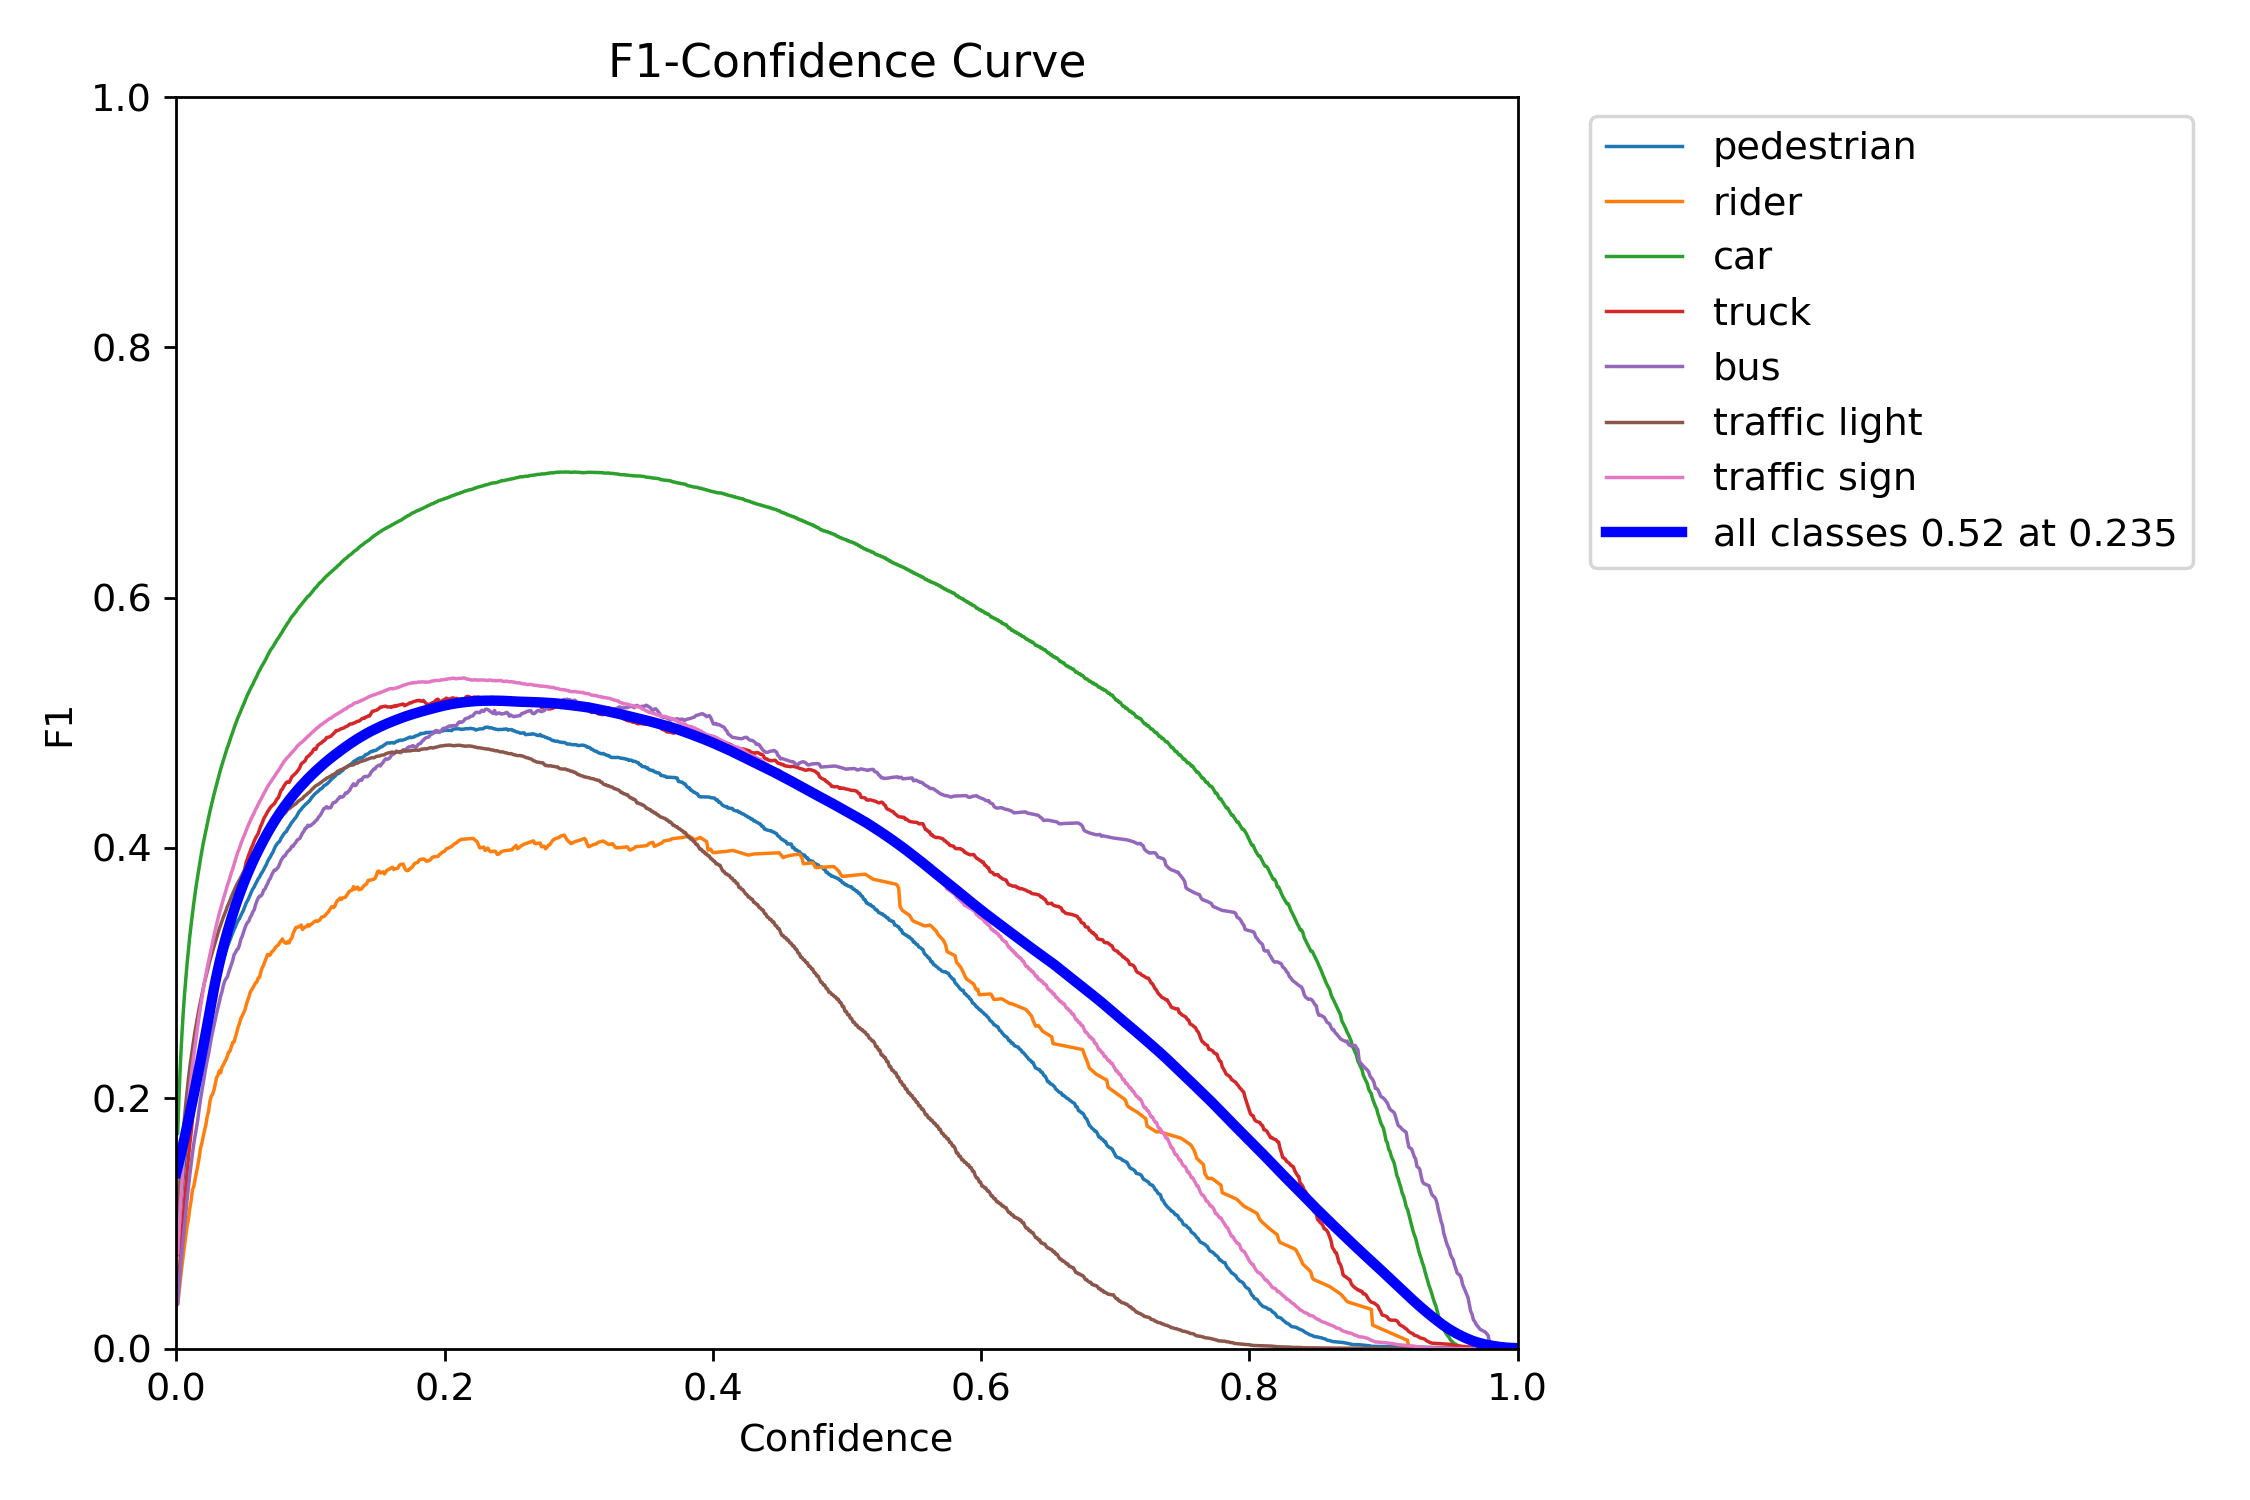 F1-Confidence Curve
1.0
0.8
0.6
0.4
0.2
0.0
F1
0.0 0.2 0.4 0.6 0.8 1.0
Confidence
pedestrian
rider
car
truck
bus
traffic light
traffic sign
all classes 0.52 at 0.235